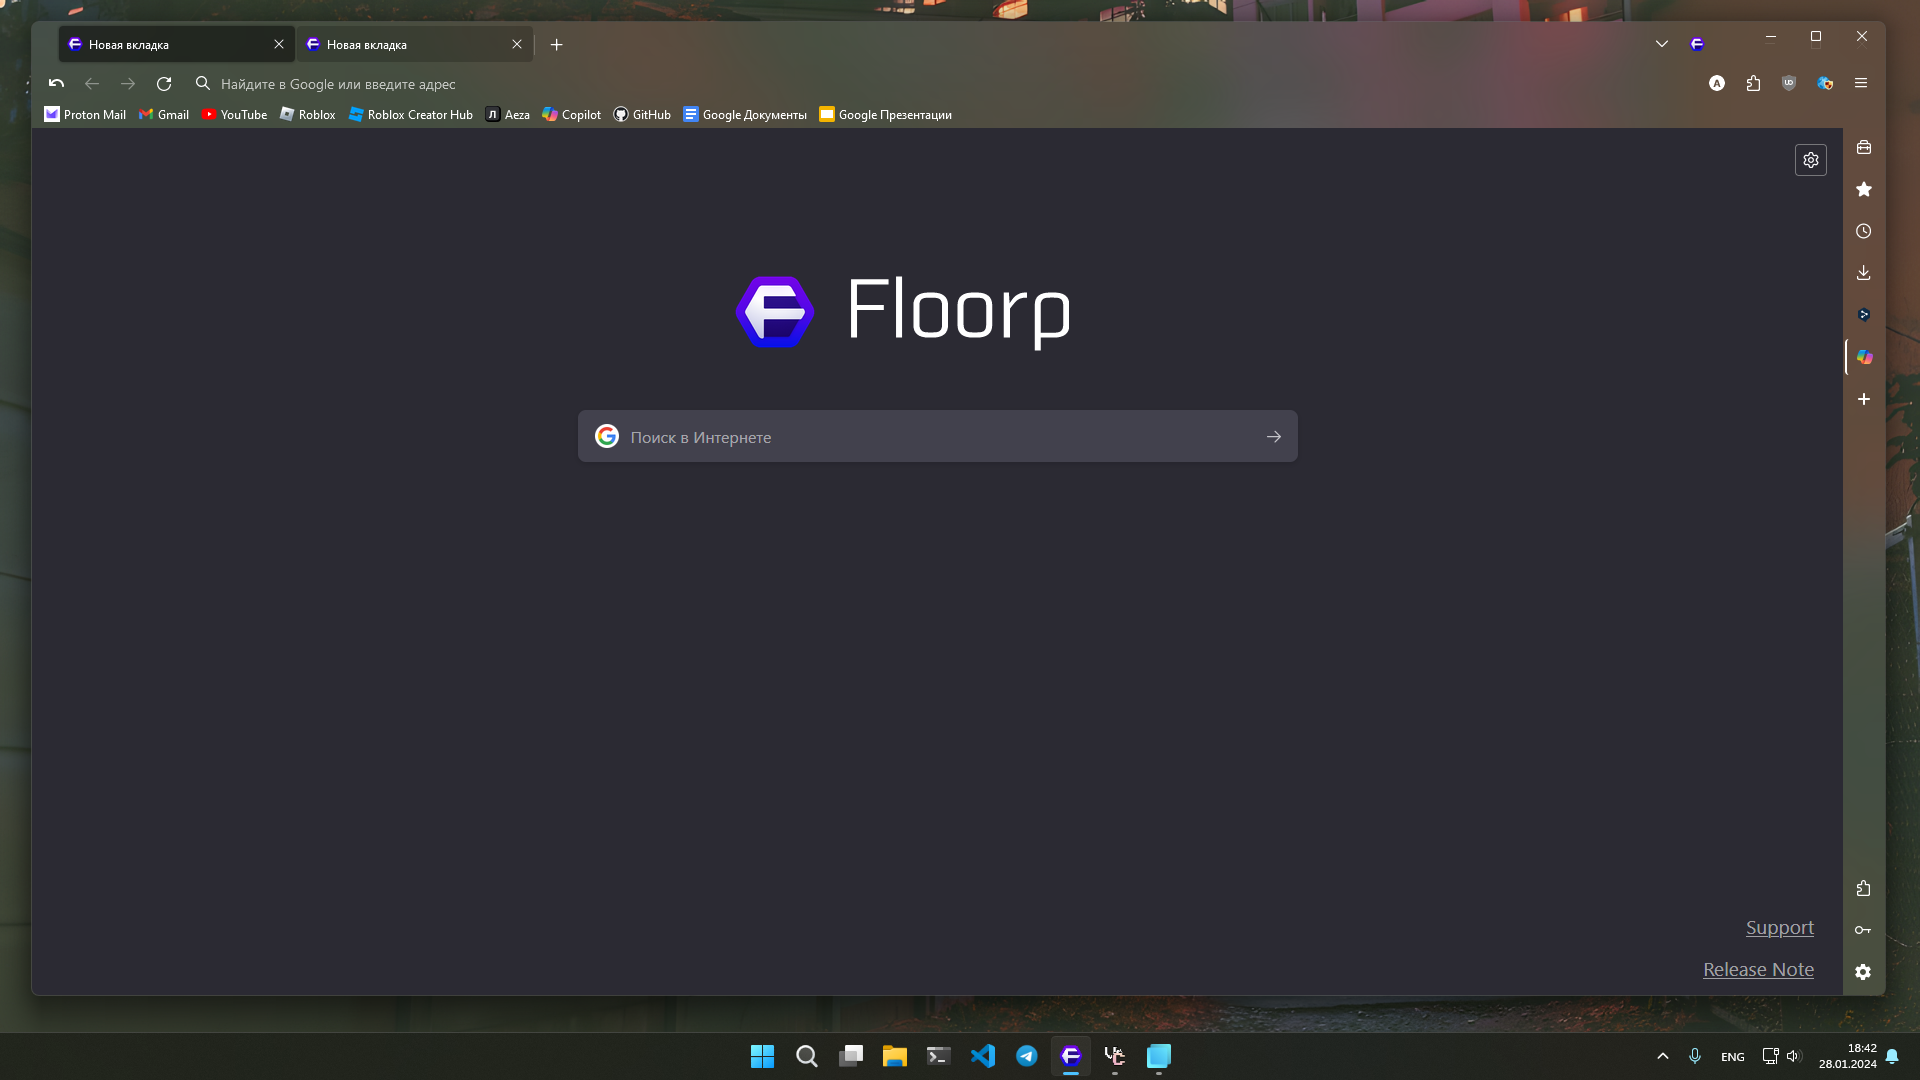 Новая вкладка
Новая вкладка
Найдите в Google или введите адрес
Proton Mail Gmail YouTube Roblox Roblox Creator Hub Aeza Copilot GitHub Google Документы Google Презентации
Floorp
Поиск в Интернете
Support
Release Note
ENG
18:42
28.01.2024